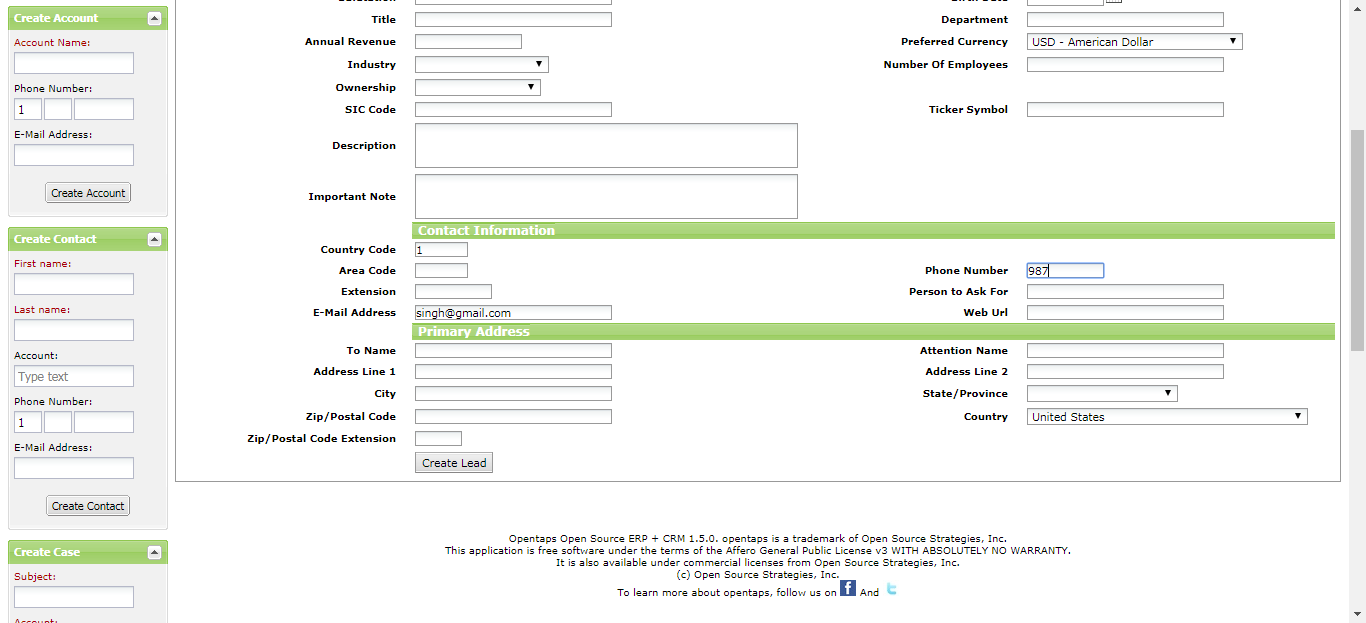 Create Account
Account Name:
Phone Number:
1
E-Mail Address:
Create Account
Create Contact
First name:
Last name:
Account:
Type text
Phone Number:
1
E-Mail Address:
Create Contact
Create Case
Subject:
Title
Department
Annual Revenue
Preferred Currency USD - American Dollar
Industry
Number Of Employees
Ownership
SIC Code
Ticker Symbol
Description
Important Note
Contact Information
Country Code 1
Area Code
Phone Number 987
Extension
Person to Ask For
E-Mail Address singh@gmail.com
Web Url
Primary Address
To Name
Attention Name
Address Line 1
Address Line 2
City
State/Province
Zip/Postal Code
Country United States
Zip/Postal Code Extension
Create Lead
Opentaps Open Source ERP + CRM 1.5.0. opentaps is a trademark of Open Source Strategies, Inc.
This application is free software under the terms of the Affero General Public License v3 WITH ABSOLUTELY NO WARRANTY.
It is also available under commercial licenses from Open Source Strategies, Inc.
(c) Open Source Strategies, Inc.
To learn more about opentaps, follow us on f And t